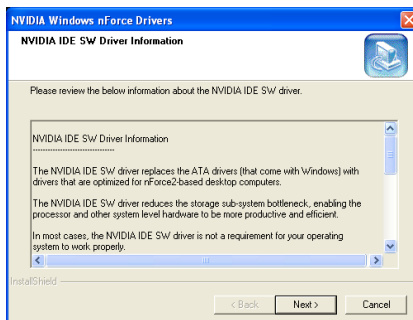 NVIDIA Windows nForce Drivers
NVIDIA IDE SW Driver Information
Please review the below information about the NVIDIA IDE SW driver.
NVIDIA IDE SW Driver Information
--------------------------------
The NVIDIA IDE SW driver replaces the ATA drivers (that come with Windows) with
drivers that are optimized for nForce2-based desktop computers.
The NVIDIA IDE SW driver reduces the storage sub-system bottleneck, enabling the
processor and other system level hardware to be more productive and efficient.
In most cases, the NVIDIA IDE SW driver is not a requirement for your operating
system to work properly.
InstallShield
< Back
Next >
Cancel